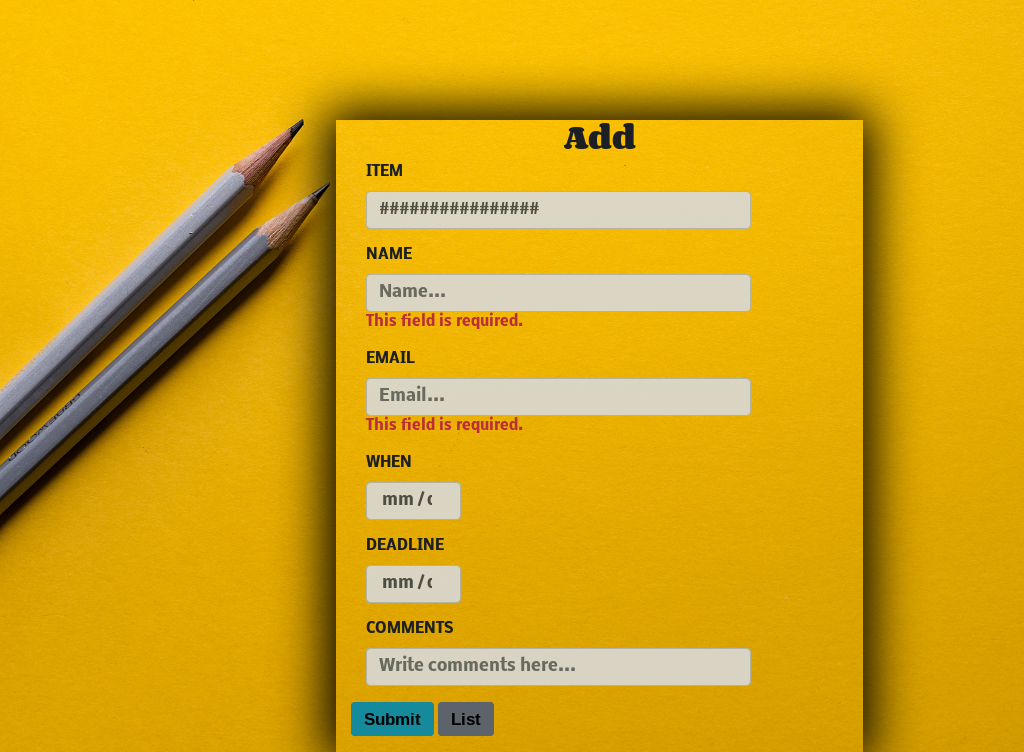 Add
ITEM
################
NAME
Name...
This field is required.
EMAIL
Email...
This field is required.
WHEN
mm / d
DEADLINE
mm / d
COMMENTS
Write comments here...
Submit
List